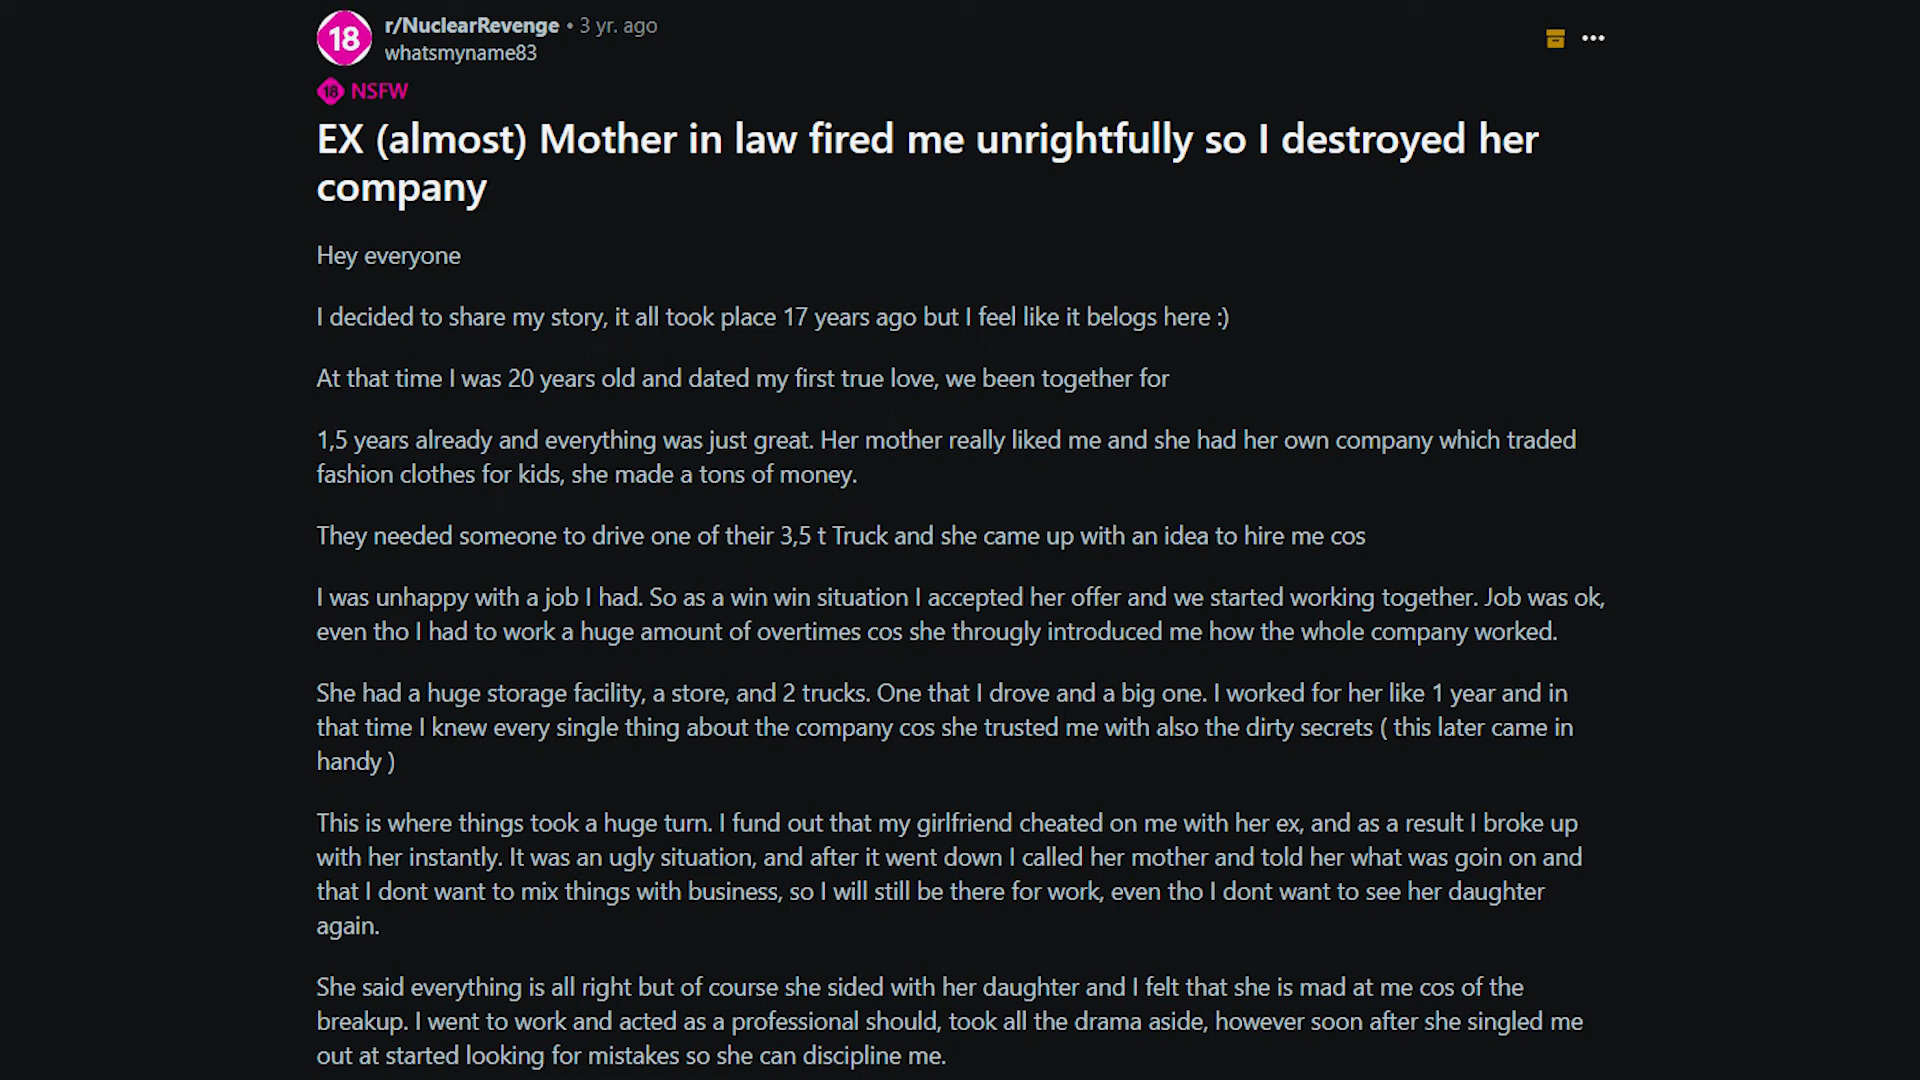 18
r/NuclearRevenge • 3 yr. ago
whatsmyname83
18 NSFW
EX (almost) Mother in law fired me unrightfully so I destroyed her
company
Hey everyone
I decided to share my story, it all took place 17 years ago but I feel like it belogs here :)
At that time I was 20 years old and dated my first true love, we been together for
1,5 years already and everything was just great. Her mother really liked me and she had her own company which traded
fashion clothes for kids, she made a tons of money.
They needed someone to drive one of their 3,5 t Truck and she came up with an idea to hire me cos
I was unhappy with a job I had. So as a win win situation I accepted her offer and we started working together. Job was ok,
even tho I had to work a huge amount of overtimes cos she througly introduced me how the whole company worked.
She had a huge storage facility, a store, and 2 trucks. One that I drove and a big one. I worked for her like 1 year and in
that time I knew every single thing about the company cos she trusted me with also the dirty secrets ( this later came in
handy )
This is where things took a huge turn. I fund out that my girlfriend cheated on me with her ex, and as a result I broke up
with her instantly. It was an ugly situation, and after it went down I called her mother and told her what was goin on and
that I dont want to mix things with business, so I will still be there for work, even tho I dont want to see her daughter
again.
She said everything is all right but of course she sided with her daughter and I felt that she is mad at me cos of the
breakup. I went to work and acted as a professional should, took all the drama aside, however soon after she singled me
out at started looking for mistakes so she can discipline me.